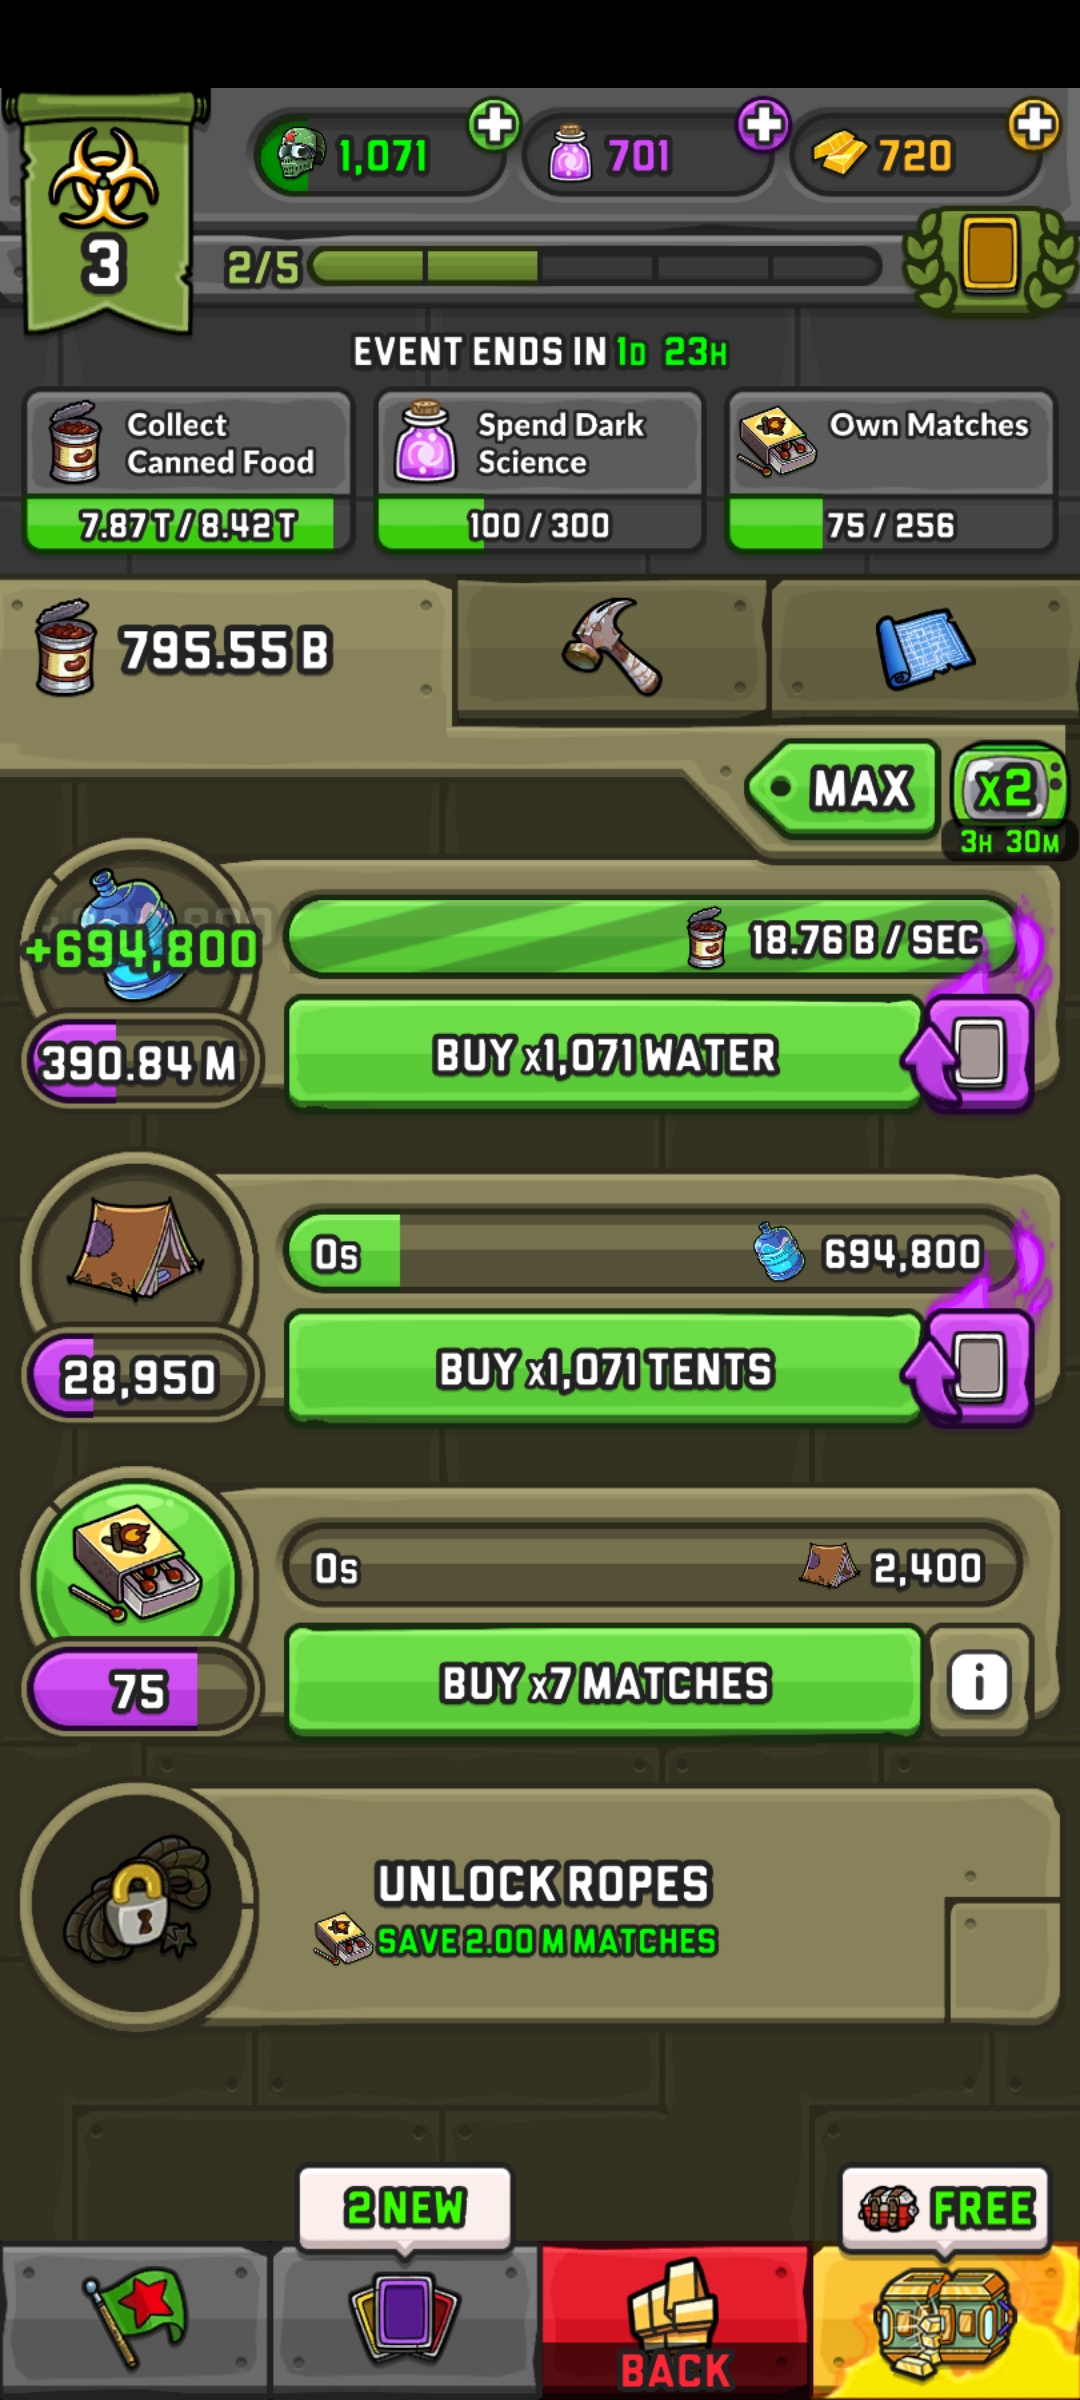 1,071
701
720
3
2/5
EVENT ENDS IN 1D 23H
Collect
Canned Food
7.87 T / 8.42 T
Spend Dark
Science
100 / 300
Own Matches
75 / 256
795.55 B
MAX
x2
3H 30M
+694,800
18.76 B / SEC
390.84 M
BUY x1,071 WATER
0s
694,800
28,950
BUY x1,071 TENTS
0s
2,400
75
BUY x7 MATCHES
i
UNLOCK ROPES
SAVE 2.00 M MATCHES
2 NEW
FREE
BACK